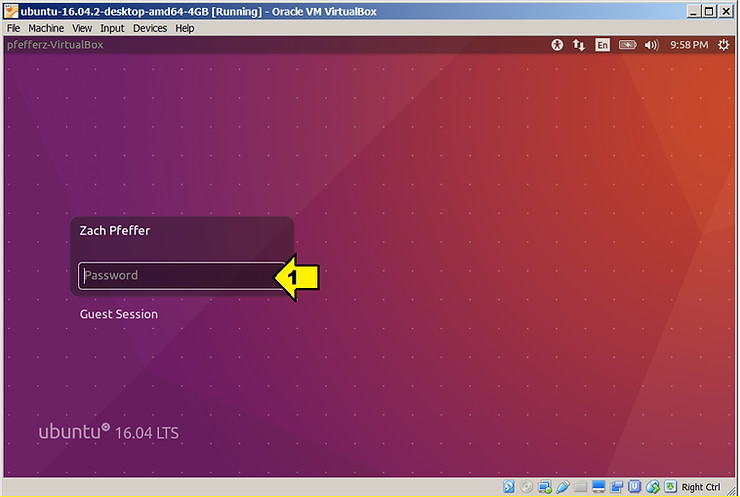 ubuntu-16.04.2-desktop-amd64-4GB [Running] - Oracle VM VirtualBox
File Machine View Input Devices Help
pfefferz-VirtualBox En 9:58 PM
Zach Pfeffer
Password
1
Guest Session
ubuntu 16.04 LTS
Right Ctrl